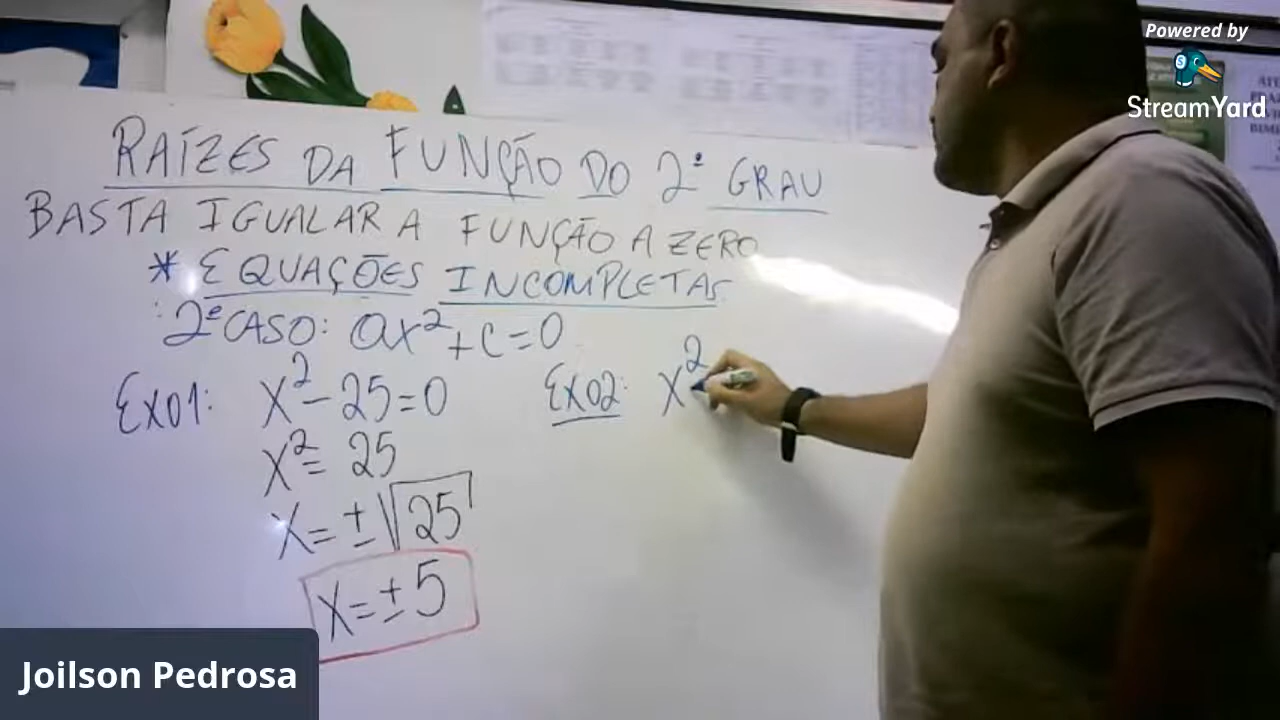 Powered by
StreamYard
RAÍZES DA FUNÇÃO DO 2º GRAU
BASTA IGUALAR A FUNÇÃO A ZERO
* EQUAÇÕES INCOMPLETAS
2º CASO: ax²+c=0
EX01: x²-25=0
x²=25
x=±√25
x=±5
EX02: x²
Joilson Pedrosa